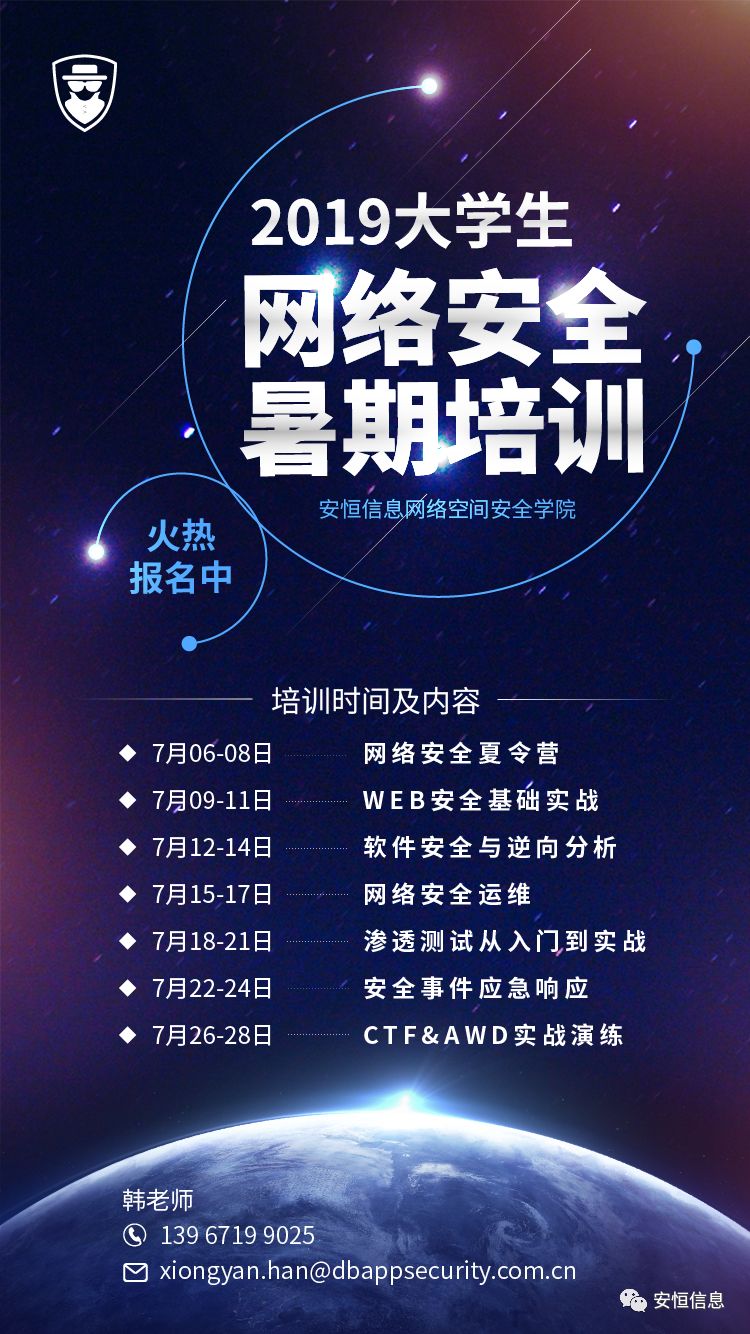 2019大学生
网络安全
暑期培训
安恒信息网络空间安全学院
火热
报名中
培训时间及内容
7月06-08日 网络安全夏令营
7月09-11日 WEB安全基础实战
7月12-14日 软件安全与逆向分析
7月15-17日 网络安全运维
7月18-21日 渗透测试从入门到实战
7月22-24日 安全事件应急响应
7月26-28日 CTF&AWD实战演练
韩老师
139 6719 9025
xiongyan.han@dbappsecurity.com.cn
安恒信息